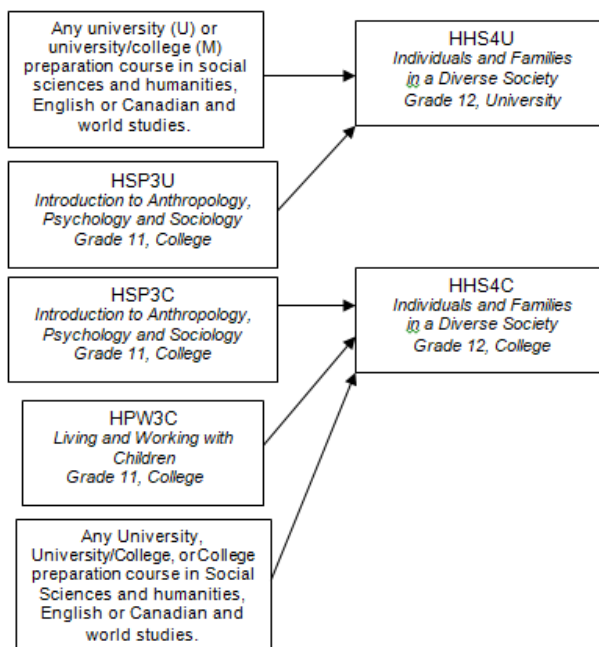 Any university (U) or
university/college (M)
preparation course in social
sciences and humanities,
English or Canadian and
world studies.
HHS4U
Individuals and Families
in a Diverse Society
Grade 12, University
HSP3U
Introduction to Anthropology,
Psychology and Sociology
Grade 11, College
HSP3C
Introduction to Anthropology,
Psychology and Sociology
Grade 11, College
HHS4C
Individuals and Families
in a Diverse Society
Grade 12, College
HPW3C
Living and Working with
Children
Grade 11, College
Any University,
University/College, or College
preparation course in Social
Sciences and humanities,
English or Canadian and
world studies.